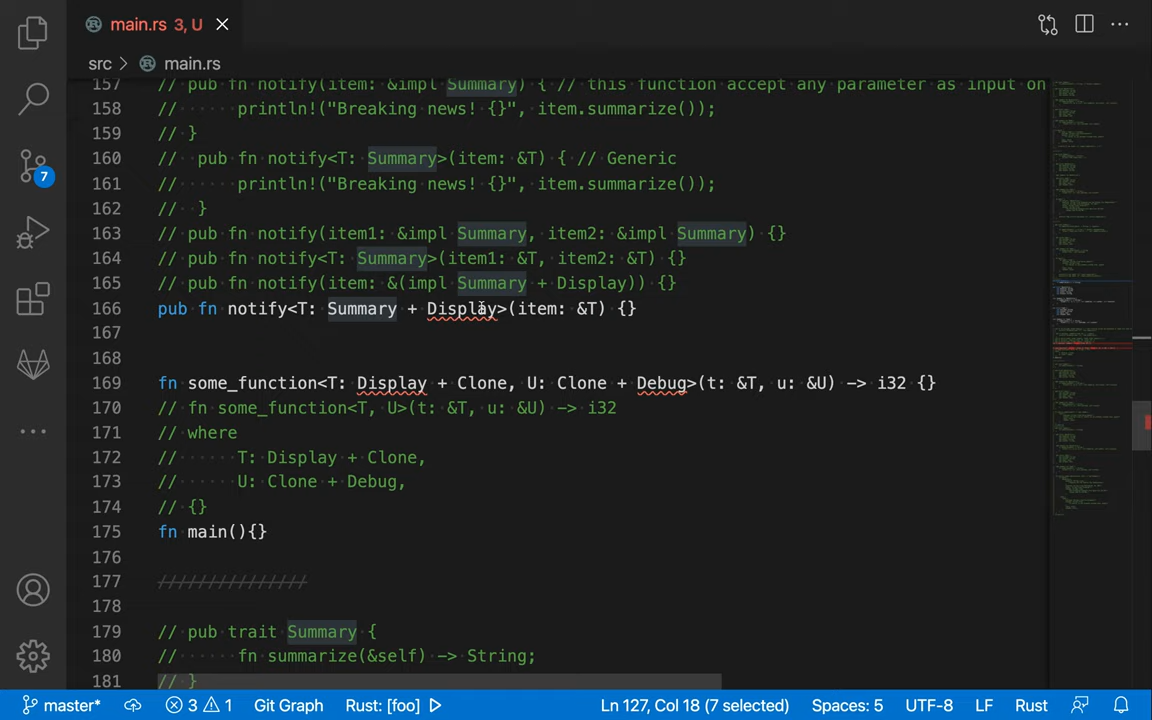 main.rs 3, U
src > main.rs
157 // pub fn notify(item: &impl Summary) { // this function accept any parameter as input on
158 //      println!("Breaking news! {}", item.summarize());
159 // }
160 //  pub fn notify<T: Summary>(item: &T) { // Generic
161 //      println!("Breaking news! {}", item.summarize());
162 //  }
163 // pub fn notify(item1: &impl Summary, item2: &impl Summary) {}
164 // pub fn notify<T: Summary>(item1: &T, item2: &T) {}
165 // pub fn notify(item: &(impl Summary + Display)) {}
166 pub fn notify<T: Summary + Display>(item: &T) {}
167
168
169 fn some_function<T: Display + Clone, U: Clone + Debug>(t: &T, u: &U) -> i32 {}
170 // fn some_function<T, U>(t: &T, u: &U) -> i32
171 // where
172 //      T: Display + Clone,
173 //      U: Clone + Debug,
174 // {}
175 fn main(){}
176
177 ///////////////
178
179 // pub trait Summary {
180 //      fn summarize(&self) -> String;
181 // }
7
master* 3 1 Git Graph Rust: [foo] Ln 127, Col 18 (7 selected) Spaces: 5 UTF-8 LF Rust